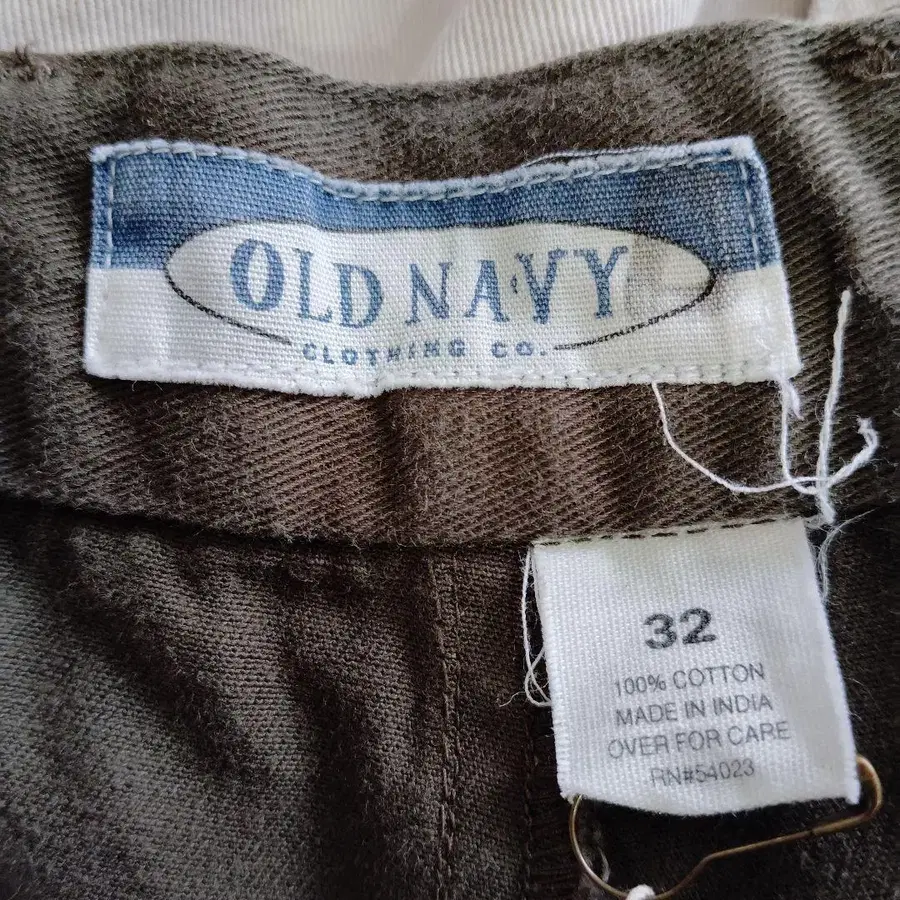 OLD NAVY
CLOTHING CO.
32
100% COTTON
MADE IN INDIA
OVER FOR CARE
RN#54023